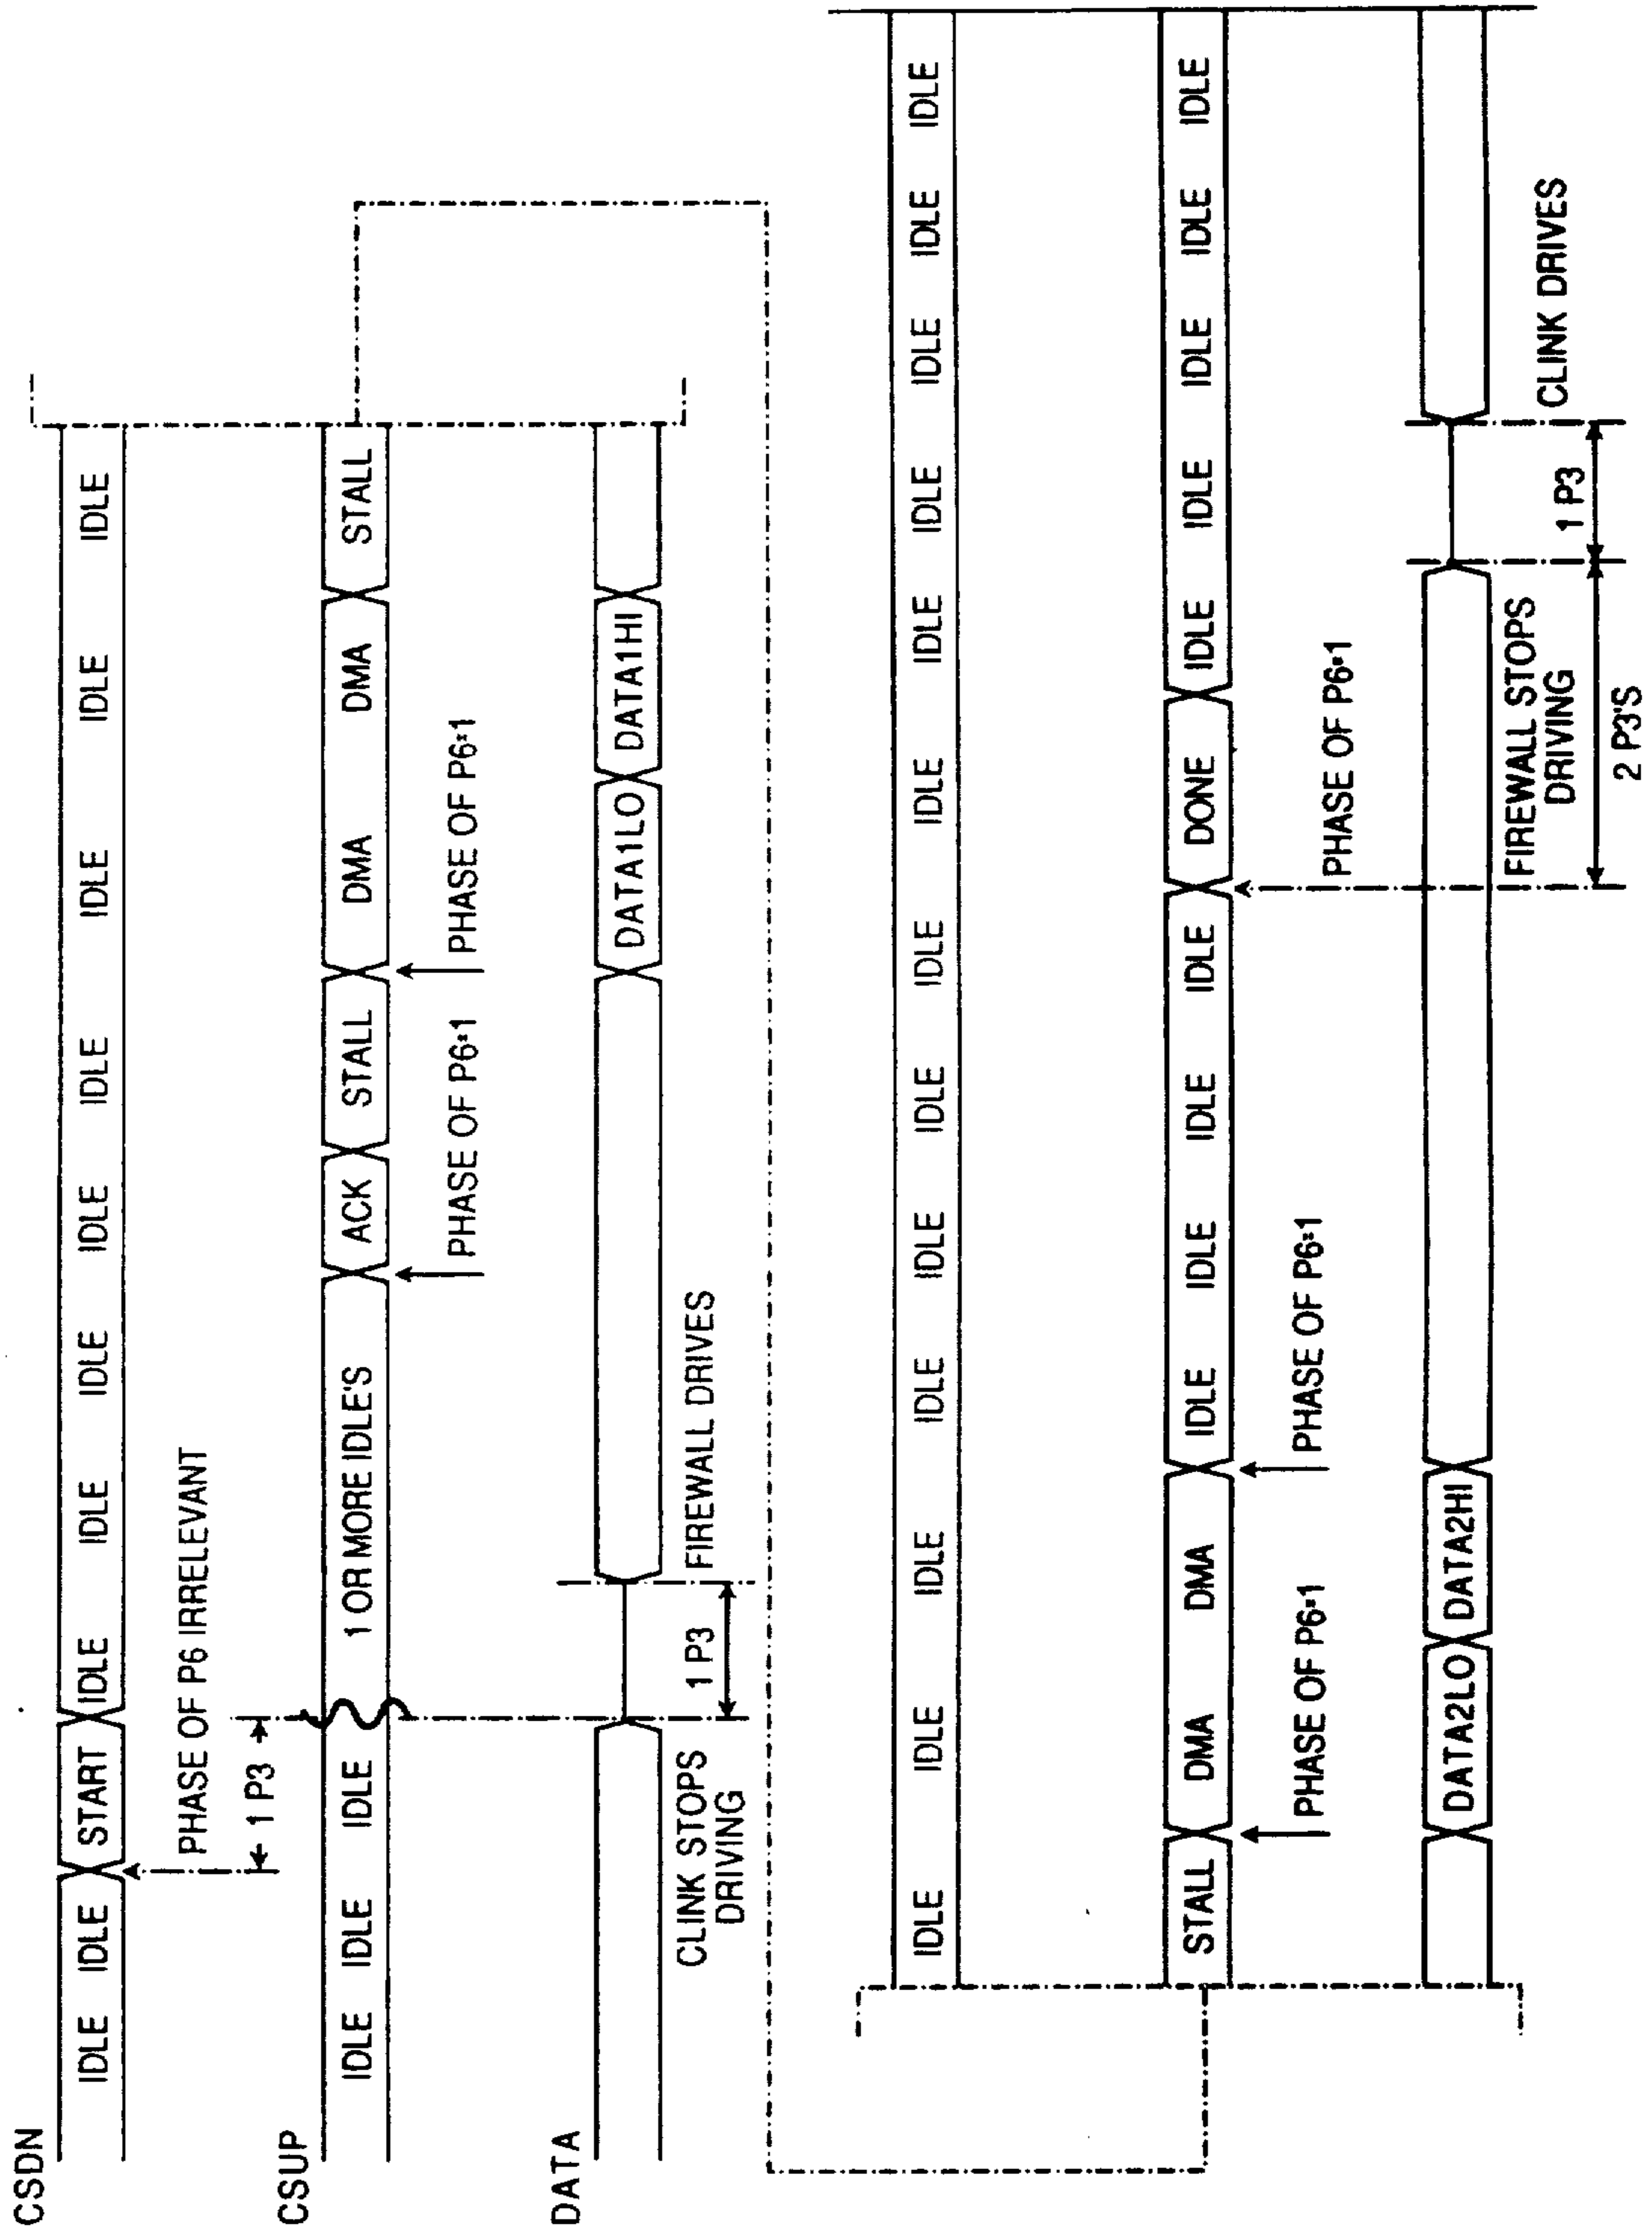 CSDN
IDLE IDLE START IDLE IDLE IDLE IDLE IDLE IDLE IDLE IDLE
PHASE OF P6 IRRELEVANT
1 P3
CSUP
IDLE IDLE IDLE 1 OR MORE IDLE'S ACK STALL DMA DMA STALL
PHASE OF P6=1 PHASE OF P6=1
DATA
DATA1LO DATA1HI
CLINK STOPS
DRIVING
1 P3
FIREWALL DRIVES
IDLE IDLE IDLE IDLE IDLE IDLE IDLE IDLE IDLE IDLE IDLE IDLE IDLE
STALL DMA DMA IDLE IDLE IDLE IDLE DONE IDLE IDLE IDLE IDLE IDLE
PHASE OF P6=1 PHASE OF P6=1 PHASE OF P6=1
DATA2LO DATA2HI
FIREWALL STOPS
DRIVING
2 P3'S
1 P3
CLINK DRIVES